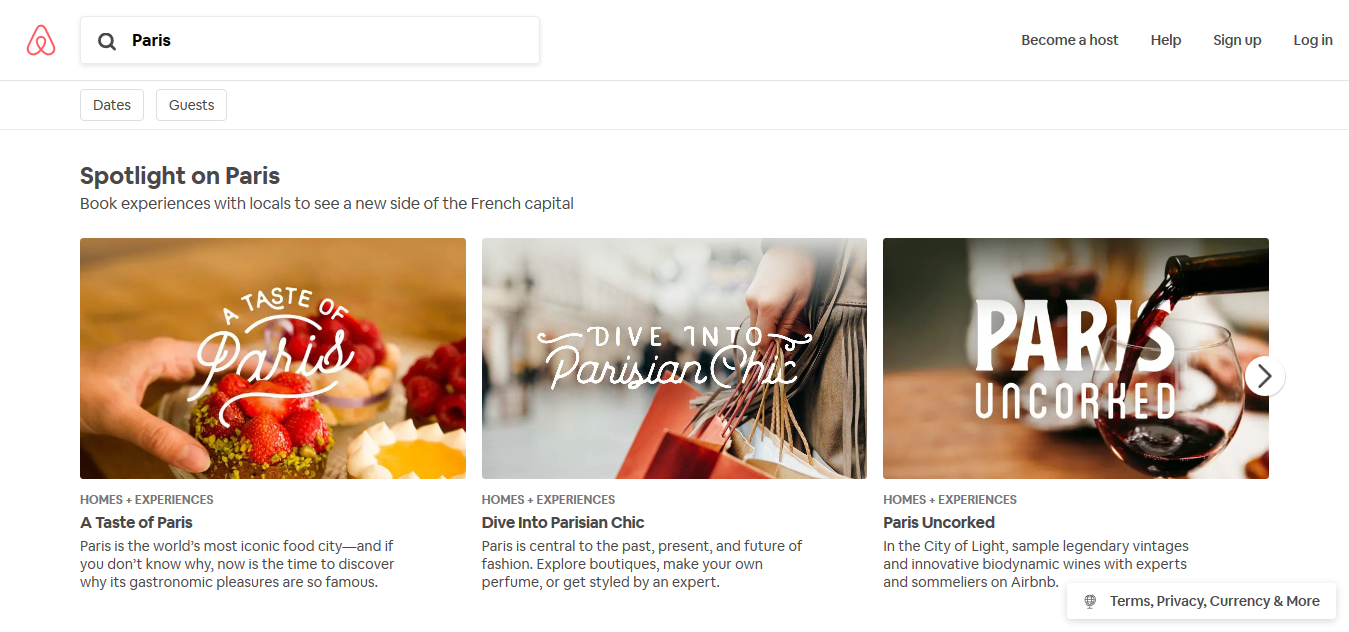 Paris
Become a host
Help
Sign up
Log in
Dates
Guests
Spotlight on Paris
Book experiences with locals to see a new side of the French capital
A TASTE OF
Paris
DIVE INTO
Parisian Chic
PARIS
UNCORKED
HOMES + EXPERIENCES
A Taste of Paris
Paris is the world’s most iconic food city—and if
you don’t know why, now is the time to discover
why its gastronomic pleasures are so famous.
HOMES + EXPERIENCES
Dive Into Parisian Chic
Paris is central to the past, present, and future of
fashion. Explore boutiques, make your own
perfume, or get styled by an expert.
HOMES + EXPERIENCES
Paris Uncorked
In the City of Light, sample legendary vintages
and innovative biodynamic wines with experts
and sommeliers on Airbnb.
Terms, Privacy, Currency & More